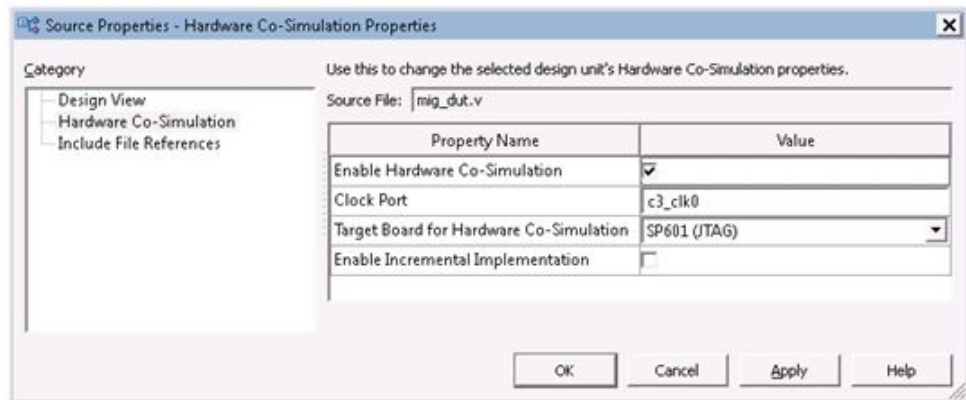 Source Properties - Hardware Co-Simulation Properties
Category
Design View
Hardware Co-Simulation
Include File References
Use this to change the selected design unit's Hardware Co-Simulation properties.
Source File: mig_dut.v
Property Name Value
Enable Hardware Co-Simulation
Clock Port c3_clk0
Target Board for Hardware Co-Simulation SP601 (JTAG)
Enable Incremental Implementation
OK Cancel Apply Help